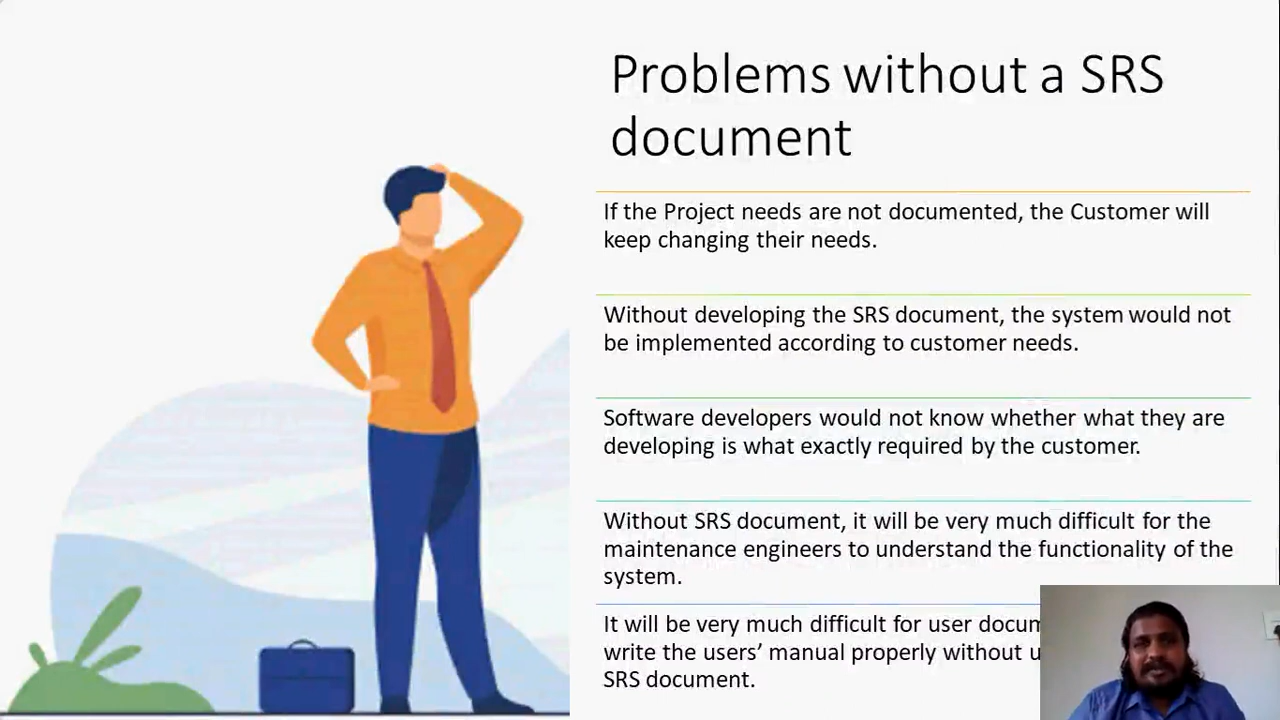 Problems without a SRS
document
If the Project needs are not documented, the Customer will
keep changing their needs.
Without developing the SRS document, the system would not
be implemented according to customer needs.
Software developers would not know whether what they are
developing is what exactly required by the customer.
Without SRS document, it will be very much difficult for the
maintenance engineers to understand the functionality of the
system.
It will be very much difficult for user
write the users’ manual properly without
SRS document.